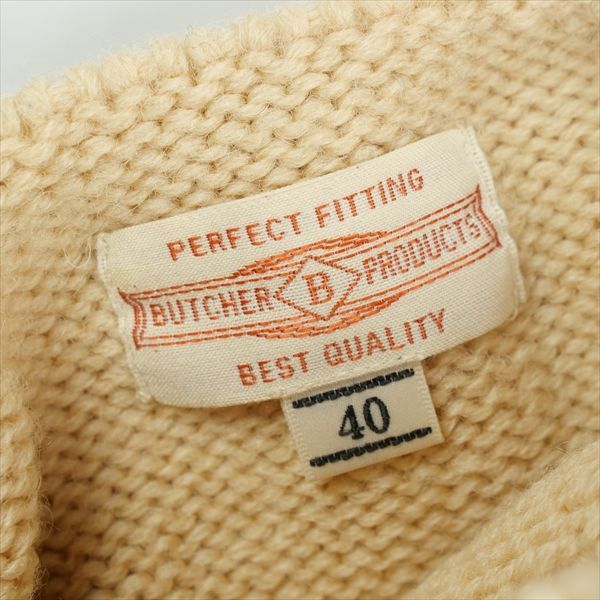 PERFECT FITTING
BUTCHER B PRODUCTS
BEST QUALITY
40